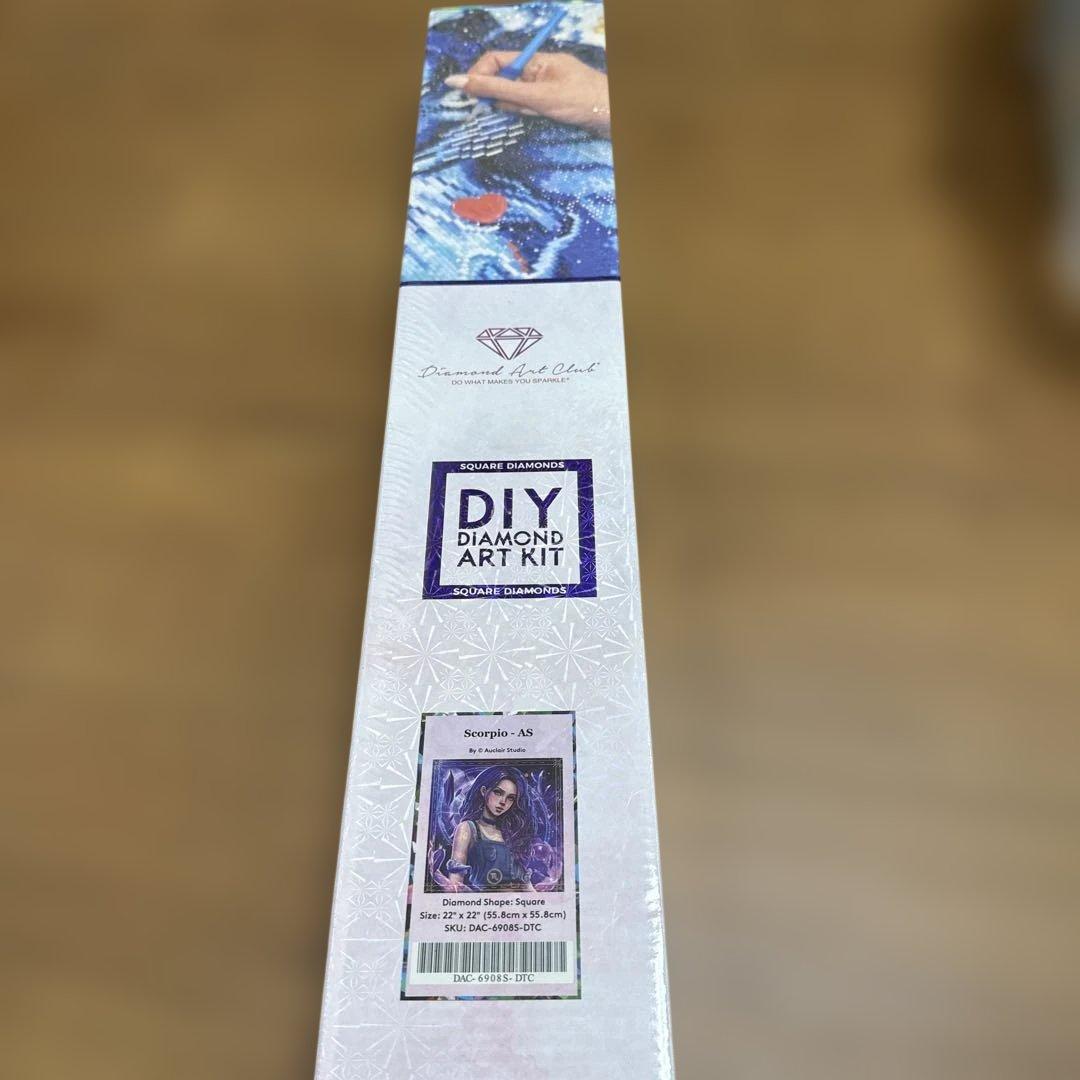 Diamond Art Club®
DO WHAT MAKES YOU SPARKLE®
SQUARE DIAMONDS
DIY
DIAMOND
ART KIT
SQUARE DIAMONDS
Scorpio - AS
By © Auclair Studio
Diamond Shape: Square
Size: 22" x 22" (55.8cm x 55.8cm)
SKU: DAC-6908S-DTC
DAC- 6908S- DTC